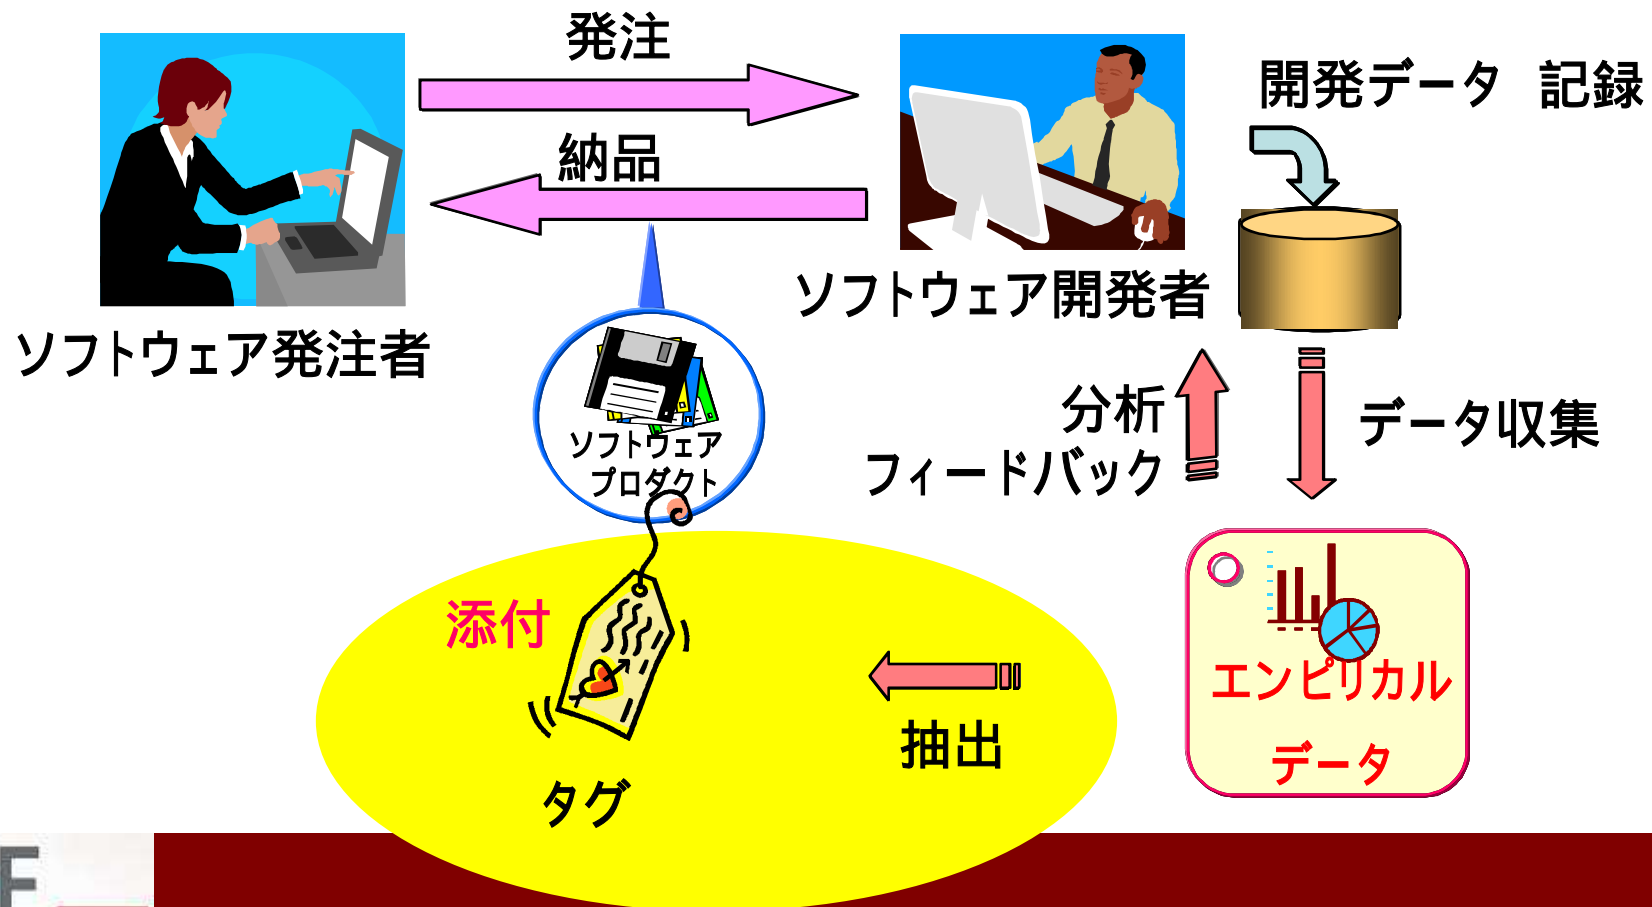 発注
開発データ 記録
納品
ソフトウェア開発者
ソフトウェア発注者
分析
フィードバック
データ収集
ソフトウェア
プロダクト
添付
エンピリカル
データ
抽出
タグ
F